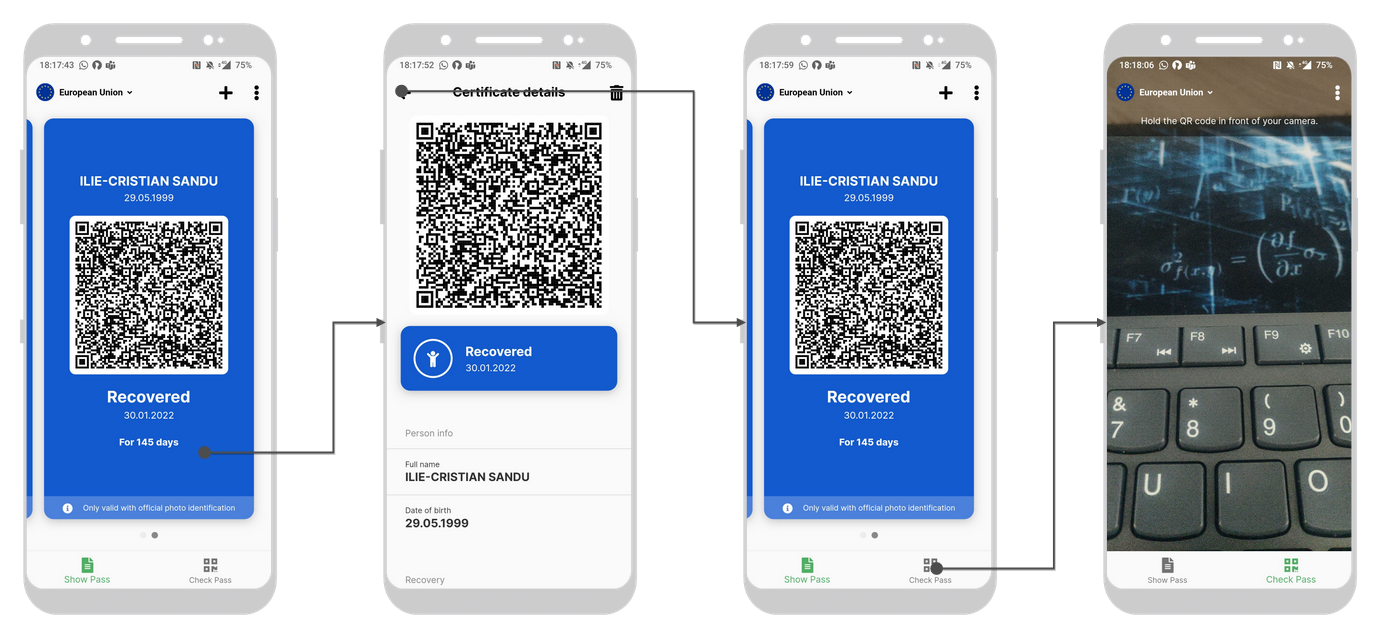 18:17:43
75%
European Union
ILIE-CRISTIAN SANDU
29.05.1999
Recovered
30.01.2022
For 145 days
Only valid with official photo identification
Show Pass
Check Pass
18:17:52
75%
Certificate details
Recovered
30.01.2022
Person info
Full name
ILIE-CRISTIAN SANDU
Date of birth
29.05.1999
Recovery
18:17:59
75%
European Union
ILIE-CRISTIAN SANDU
29.05.1999
Recovered
30.01.2022
For 145 days
Only valid with official photo identification
Show Pass
Check Pass
18:18:06
75%
European Union
Hold the QR code in front of your camera.
F7 F8 F9 F10
& * ( )
7 8 9 0
U I O
Show Pass
Check Pass